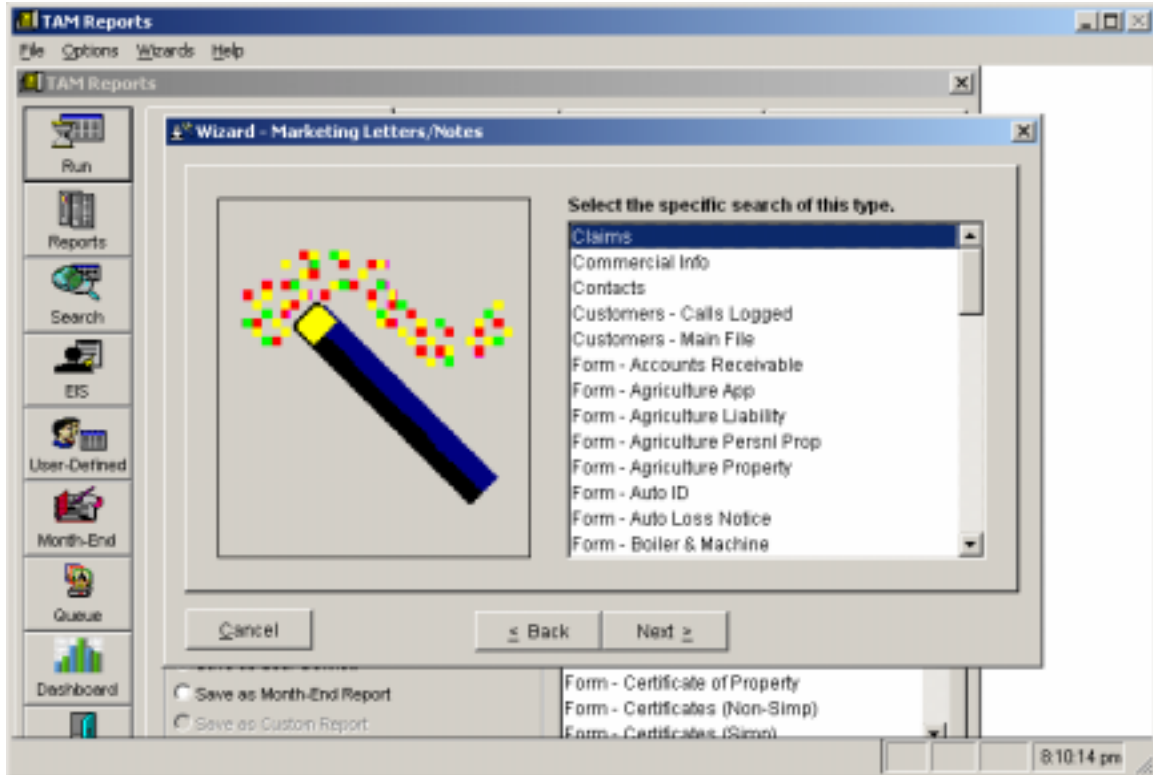 TAM Reports
File Options Wizards Help
TAM Reports
Run
Reports
Search
EIS
User-Defined
Month-End
Queue
Dashboard
Wizard - Marketing Letters/Notes
Select the specific search of this type.
Claims
Commercial Info
Contacts
Customers - Calls Logged
Customers - Main File
Form - Accounts Receivable
Form - Agriculture App
Form - Agriculture Liability
Form - Agriculture Persnl Prop
Form - Agriculture Property
Form - Auto ID
Form - Auto Loss Notice
Form - Boiler & Machine
Cancel
< Back
Next >
Save as Month-End Report
Save as Custom Report
Form - Certificate of Property
Form - Certificates (Non-Simp)
Form - Certificates (Simp)
8:10:14 pm